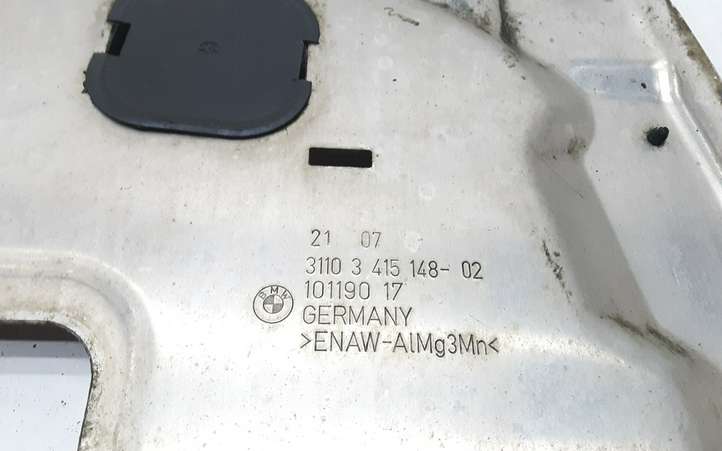 21 07
3110 3 415 148- 02
101190 17
BMW
GERMANY
>ENAW-AlMg3Mn<